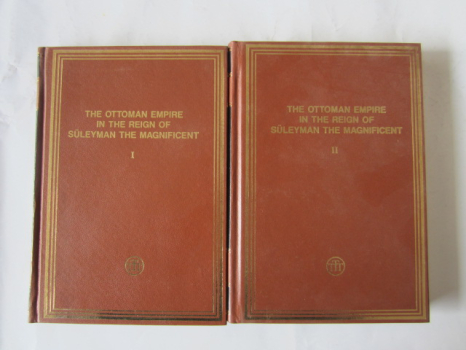 THE OTTOMAN EMPIRE
IN THE REIGN OF
SÜLEYMAN THE MAGNIFICENT
I
THE OTTOMAN EMPIRE
IN THE REIGN OF
SÜLEYMAN THE MAGNIFICENT
II